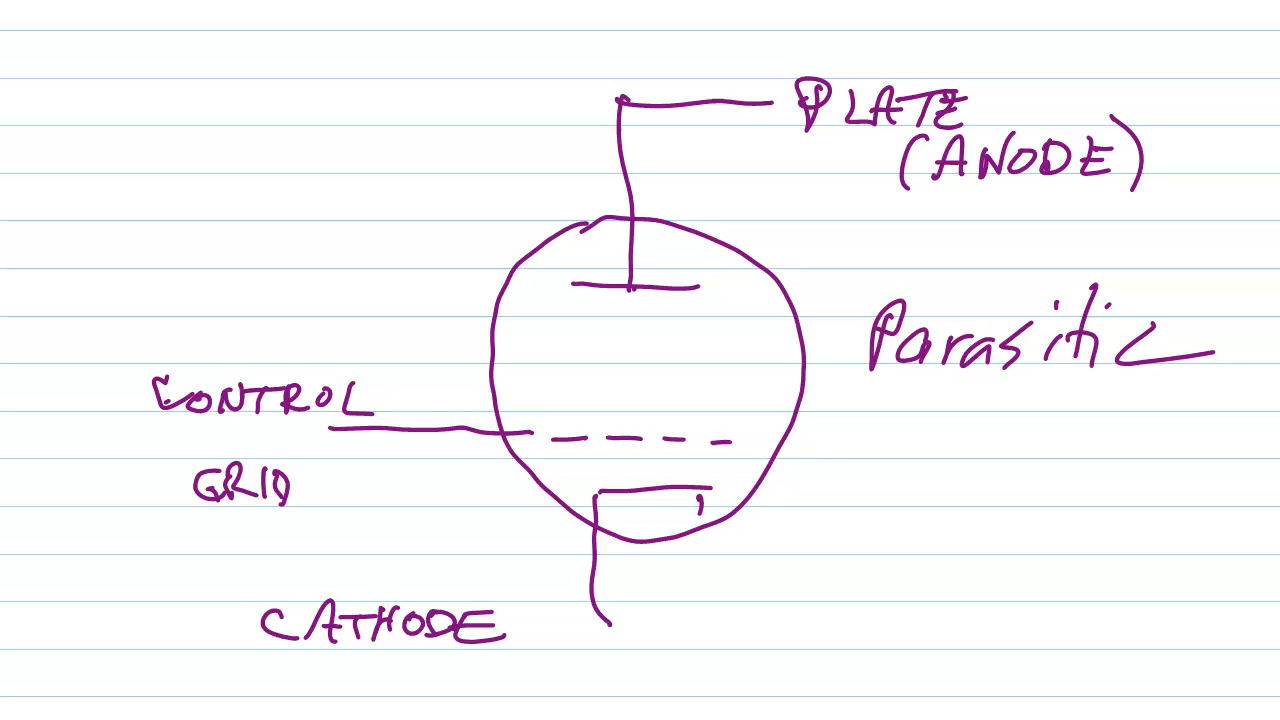 PLATE
(ANODE)
Parasitic
CONTROL
GRID
CATHODE